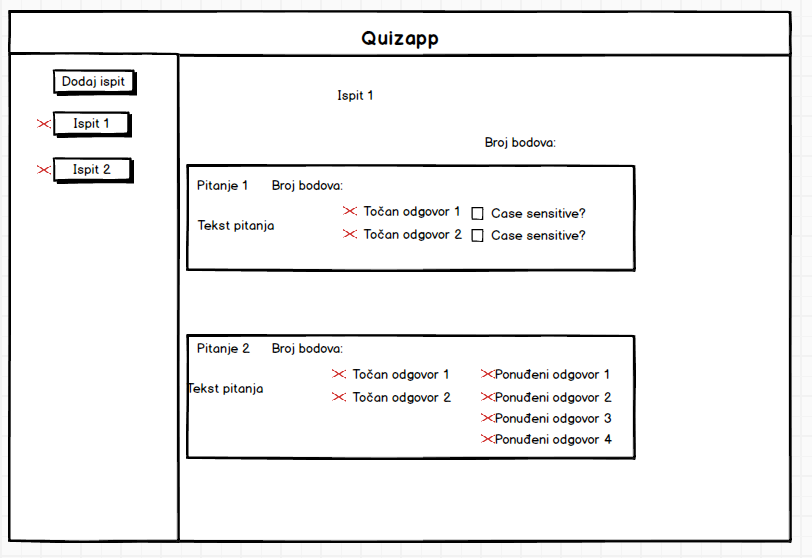 Quizapp
Dodaj ispit
Ispit 1
Ispit 2
Ispit 1
Broj bodova:
Pitanje 1 Broj bodova:
Točan odgovor 1 Case sensitive?
Tekst pitanja
Točan odgovor 2 Case sensitive?
Pitanje 2 Broj bodova:
Točan odgovor 1 Ponuđeni odgovor 1
Tekst pitanja
Točan odgovor 2 Ponuđeni odgovor 2
Ponuđeni odgovor 3
Ponuđeni odgovor 4